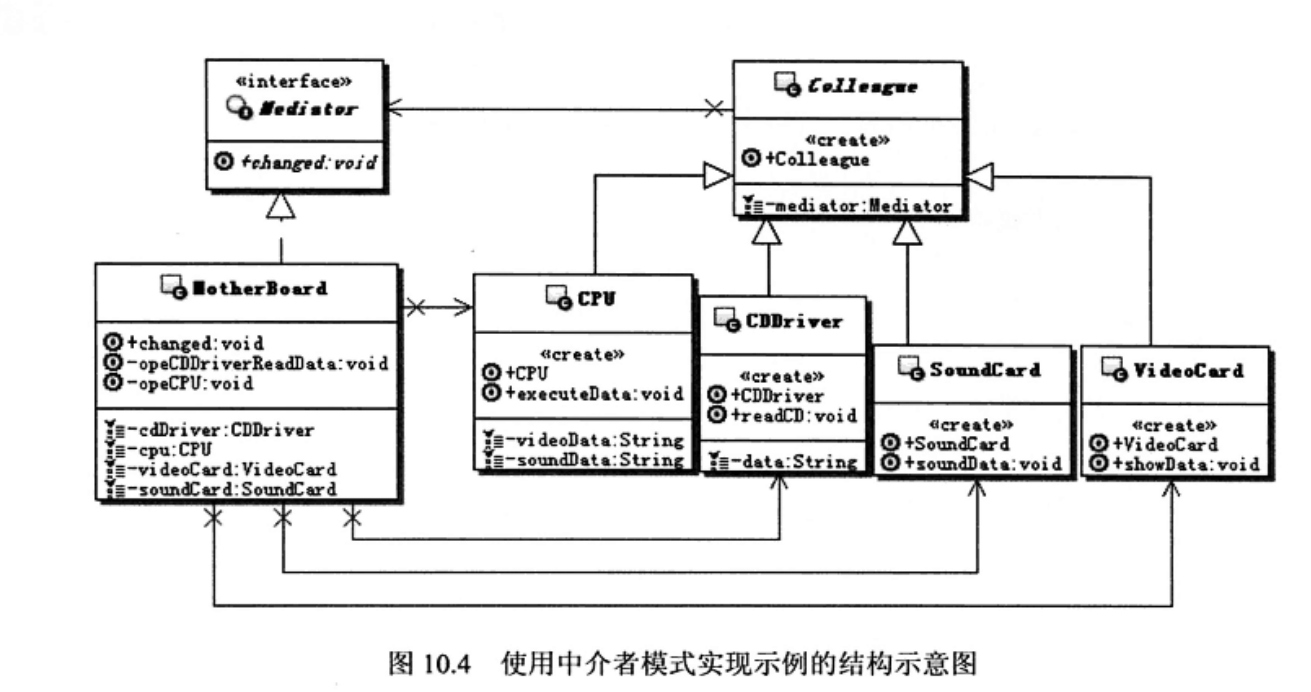 «interface»
Mediator
+changed:void
Colleague
«create»
+Colleague
-mediator:Mediator
MotherBoard
+changed:void
-opeCDDriverReadData:void
-opeCPU:void
-cdDriver:CDDriver
-cpu:CPU
-videoCard:VideoCard
-soundCard:SoundCard
CPU
«create»
+CPU
+executeData:void
-videoData:String
-soundData:String
CDDriver
«create»
+CDDriver
+readCD:void
-data:String
SoundCard
«create»
+SoundCard
+soundData:void
VideoCard
«create»
+VideoCard
+showData:void
图 10.4 使用中介者模式实现示例的结构示意图